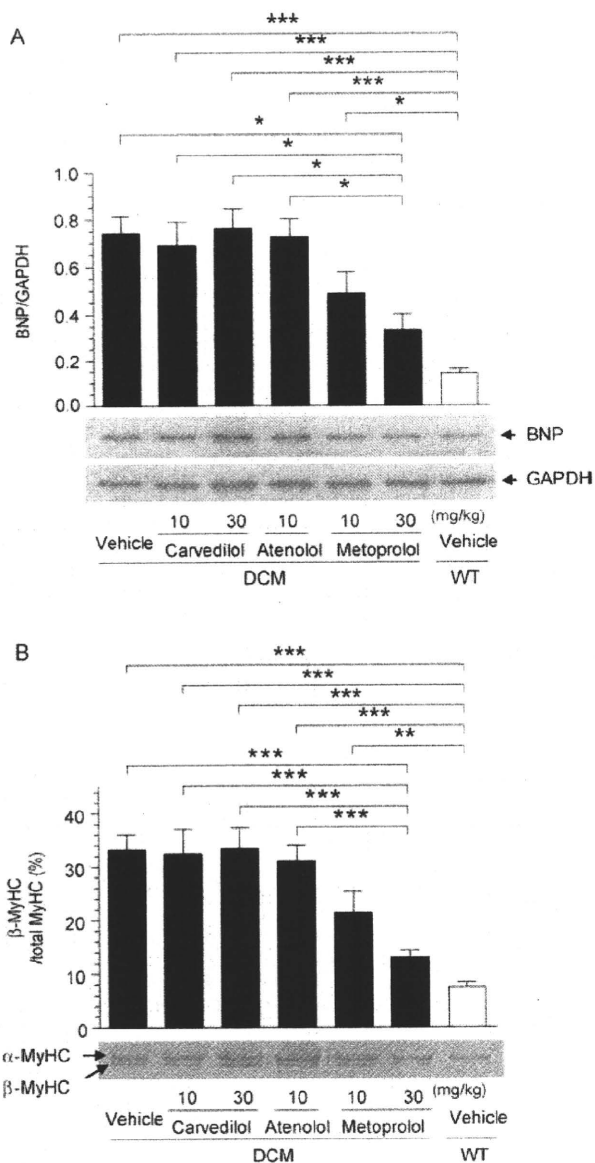 A
***
***
***
***
*
*
*
*
*
1.0
0.8
0.6
0.4
0.2
0.0
BNP/GAPDH
BNP
GAPDH
10 30 10 10 30 (mg/kg)
Vehicle Carvedilol Atenolol Metoprolol Vehicle
DCM WT
B
***
***
***
***
**
***
***
***
***
40
30
20
10
0
β-MyHC
/total MyHC (%)
α-MyHC
β-MyHC
10 30 10 10 30 (mg/kg)
Vehicle Carvedilol Atenolol Metoprolol Vehicle
DCM WT